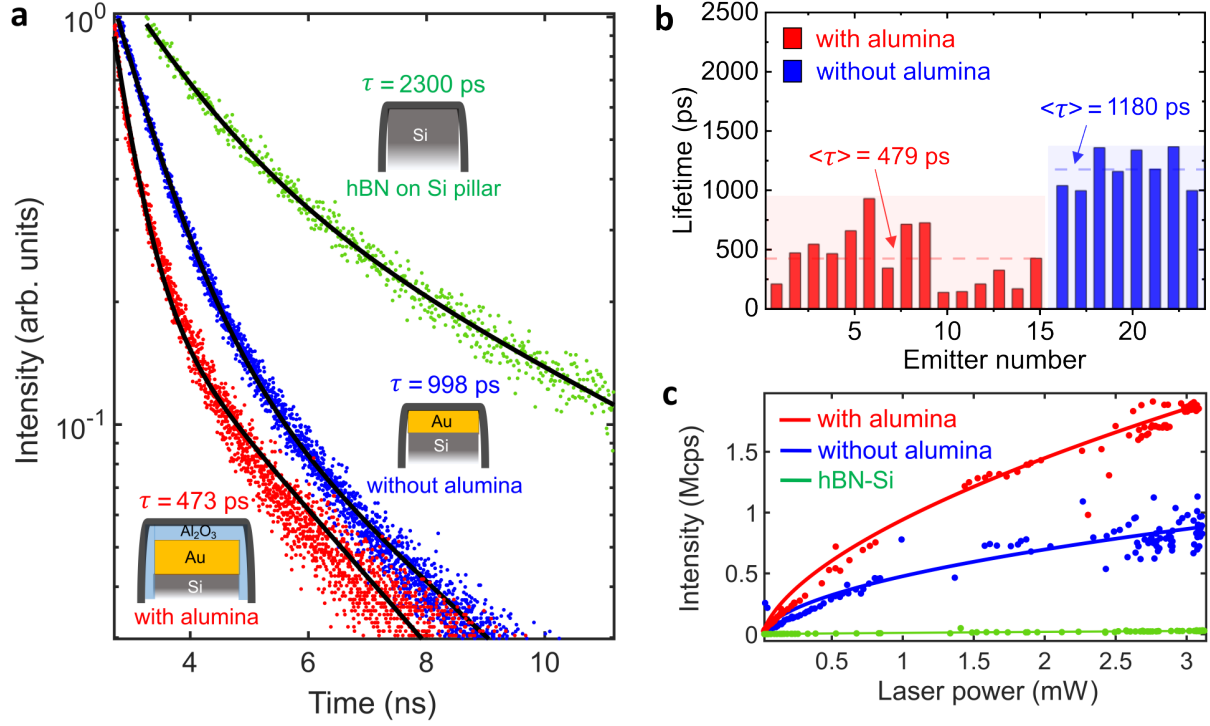 a
10⁰
10⁻¹
Intensity (arb. units)
4
6
8
10
Time (ns)
τ = 2300 ps
Si
hBN on Si pillar
τ = 998 ps
Au
Si
without alumina
τ = 473 ps
Al₂O₃
Au
Si
with alumina
b
2500
2250
1500
1000
500
0
Lifetime (ps)
with alumina
without alumina
<τ> = 479 ps
<τ> = 1180 ps
5
10
15
20
Emitter number
c
with alumina
without alumina
hBN-Si
1.5
1
0.5
0
Intensity (Mcps)
0.5
1
1.5
2
2.5
3
Laser power (mW)